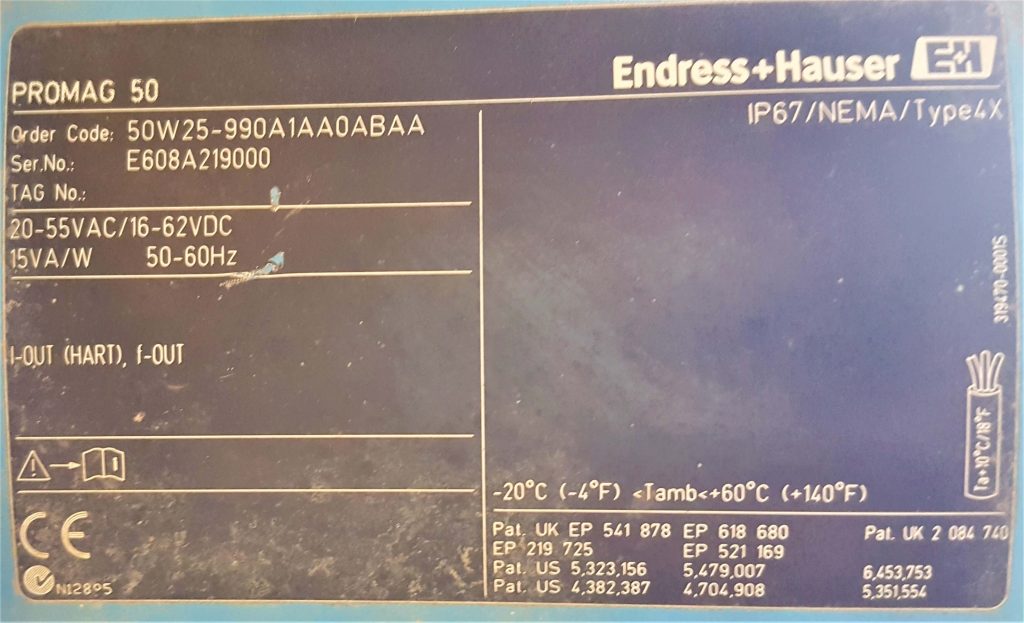 PROMAG 50
Endress+Hauser E+H
IP67/NEMA/Type4X
Order Code: 50W25-990A1AA0ABAA
Ser.No.: E608A219000
TAG No.:
20-55VAC/16-62VDC
15VA/W 50-60Hz
I-OUT (HART), f-OUT
i
CE
N12895
319470-0001S
Ta+10°C/18°F
-20°C (-4°F) <Tamb<+60°C (+140°F)
Pat. UK EP 541 878 EP 618 680 Pat. UK 2 084 740
EP 219 725 EP 521 169
Pat. US 5,323,156 5,479,007 6,453,753
Pat. US 4,382,387 4,704,908 5,351,554